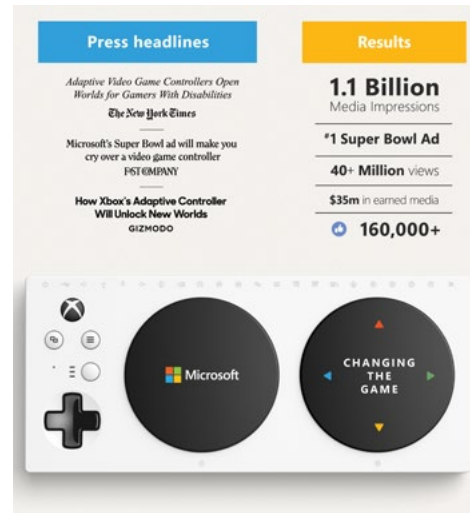 Press headlines
Adaptive Video Game Controllers Open
Worlds for Gamers With Disabilities
The New York Times
Microsoft's Super Bowl ad will make you
cry over a video game controller
FAST COMPANY
How Xbox's Adaptive Controller
Will Unlock New Worlds
GIZMODO
Results
1.1 Billion
Media Impressions
#1 Super Bowl Ad
40+ Million views
$35m in earned media
160,000+
Microsoft
CHANGING
THE
GAME